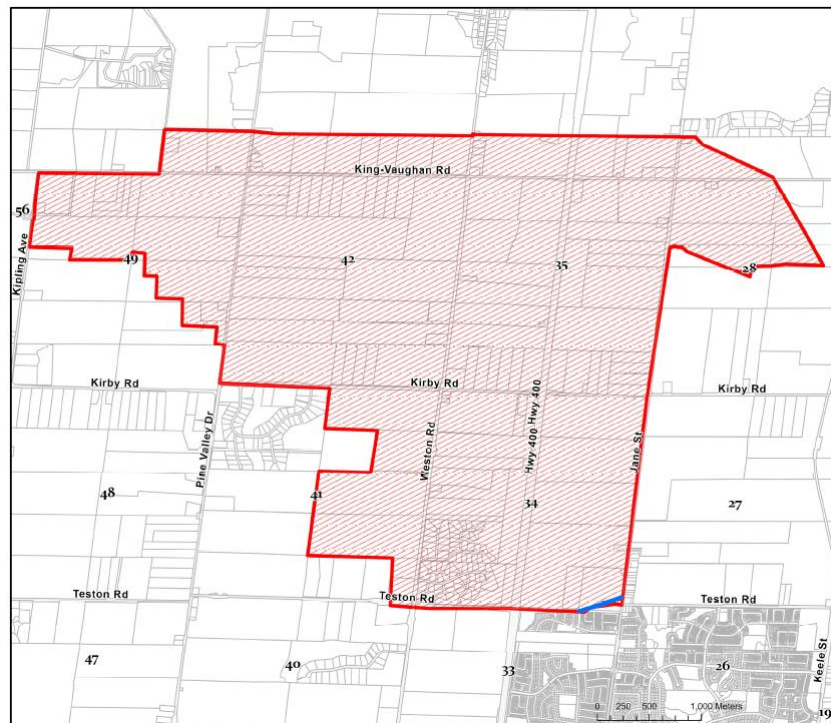 King-Vaughan Rd
56
Kipling Ave
49
42
35
28
Kirby Rd
Kirby Rd
Kirby Rd
Pine Valley Dr
Weston Rd
Hwy 400
Hwy 400
Jane St
48
41
34
27
Teston Rd
Teston Rd
Teston Rd
47
40
33
26
Keele St
0 250 500 1,000 Meters
19